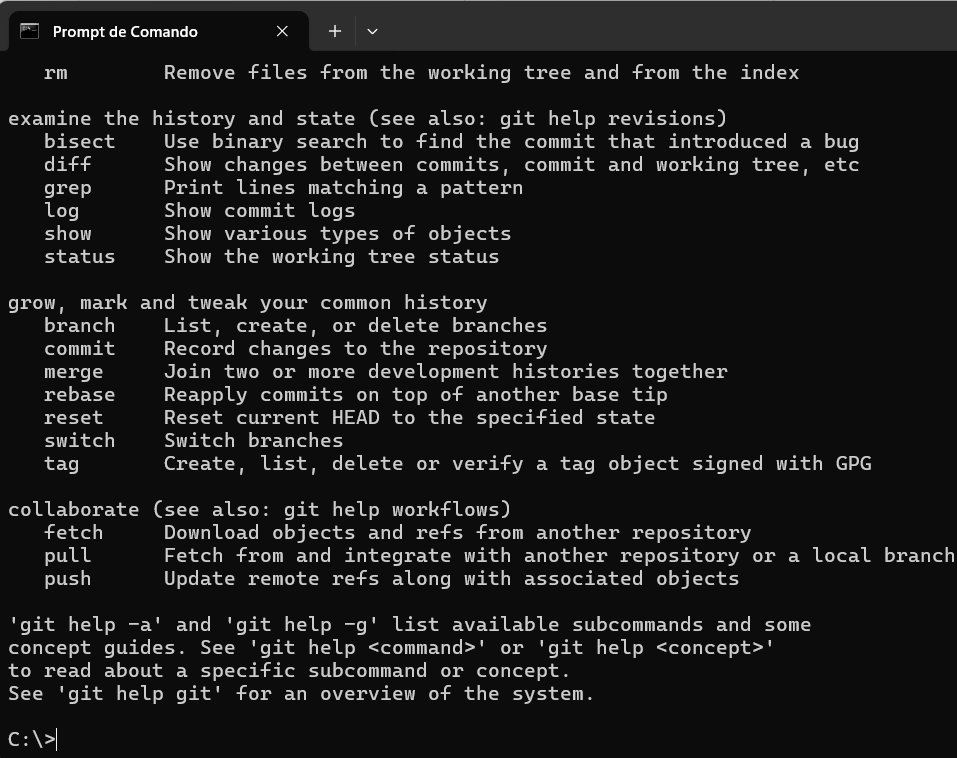 Prompt de Comando
rm Remove files from the working tree and from the index
examine the history and state (see also: git help revisions)
bisect Use binary search to find the commit that introduced a bug
diff Show changes between commits, commit and working tree, etc
grep Print lines matching a pattern
log Show commit logs
show Show various types of objects
status Show the working tree status
grow, mark and tweak your common history
branch List, create, or delete branches
commit Record changes to the repository
merge Join two or more development histories together
rebase Reapply commits on top of another base tip
reset Reset current HEAD to the specified state
switch Switch branches
tag Create, list, delete or verify a tag object signed with GPG
collaborate (see also: git help workflows)
fetch Download objects and refs from another repository
pull Fetch from and integrate with another repository or a local branch
push Update remote refs along with associated objects
'git help -a' and 'git help -g' list available subcommands and some
concept guides. See 'git help <command>' or 'git help <concept>'
to read about a specific subcommand or concept.
See 'git help git' for an overview of the system.
C:\>